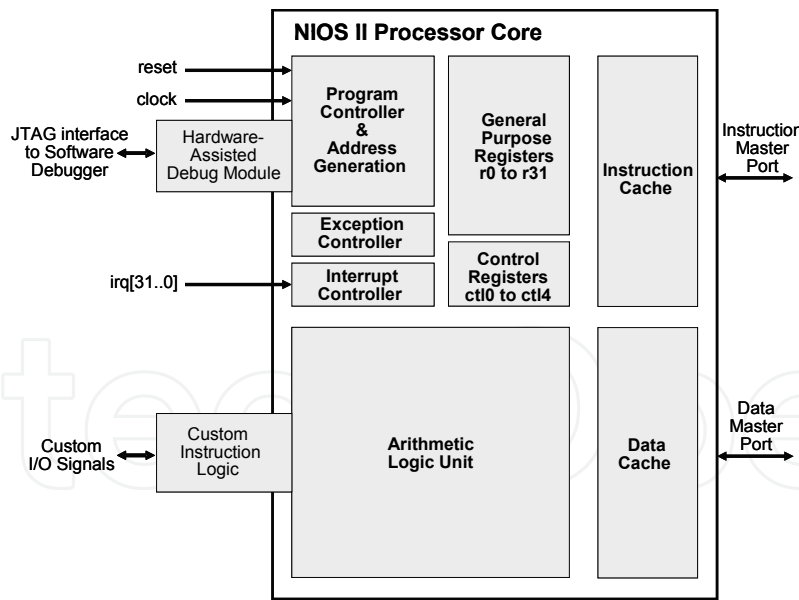 NIOS II Processor Core
reset
clock
JTAG interface
to Software
Debugger
Hardware-
Assisted
Debug Module
Program
Controller
&
Address
Generation
General
Purpose
Registers
r0 to r31
Instruction
Cache
Instruction
Master
Port
Exception
Controller
irq[31..0]
Interrupt
Controller
Control
Registers
ctl0 to ctl4
Custom
I/O Signals
Custom
Instruction
Logic
Arithmetic
Logic Unit
Data
Cache
Data
Master
Port